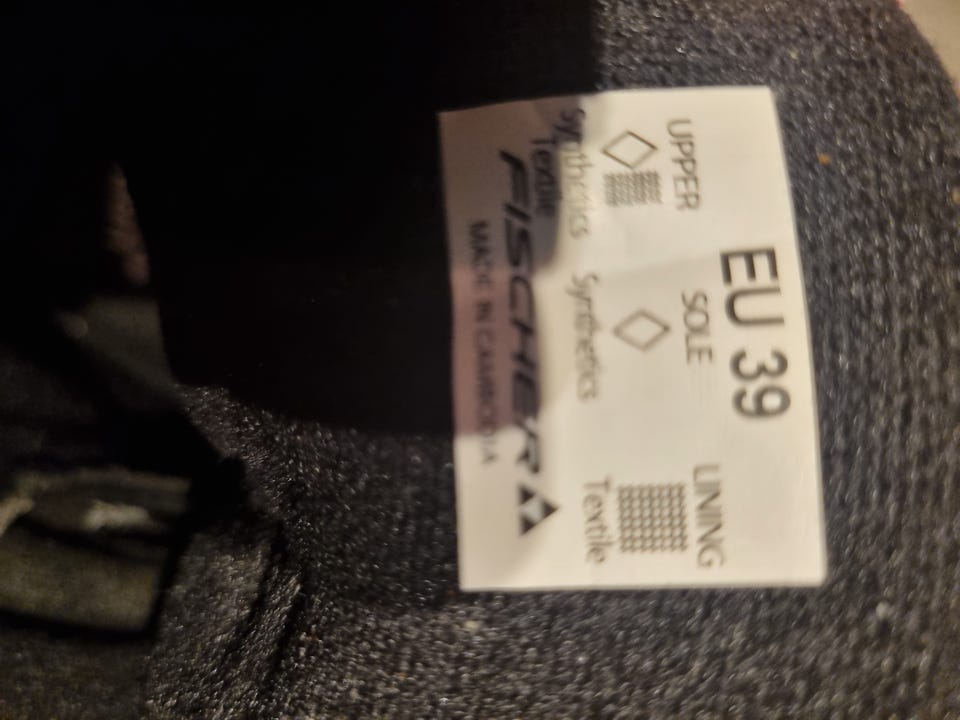 EU 39
UPPER SOLE LINING
Synthetics Synthetics Textile
Textile
FISCHER
MADE IN CAMBODIA